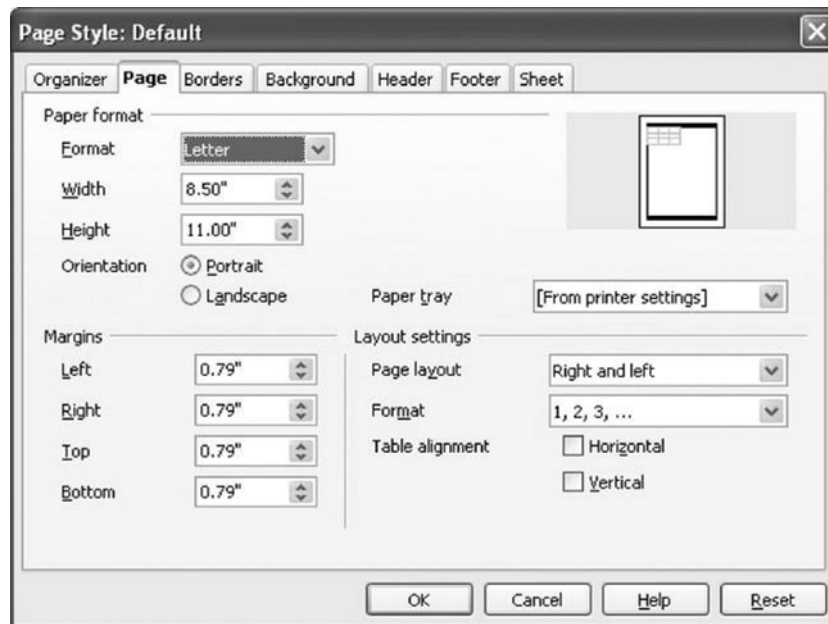 Page Style: Default
Organizer Page Borders Background Header Footer Sheet
Paper format
Format Letter
Width 8.50"
Height 11.00"
Orientation Portrait
Landscape Paper tray [From printer settings]
Margins Layout settings
Left 0.79" Page layout Right and left
Right 0.79" Format 1, 2, 3, ...
Top 0.79" Table alignment Horizontal
Bottom 0.79" Vertical
OK Cancel Help Reset